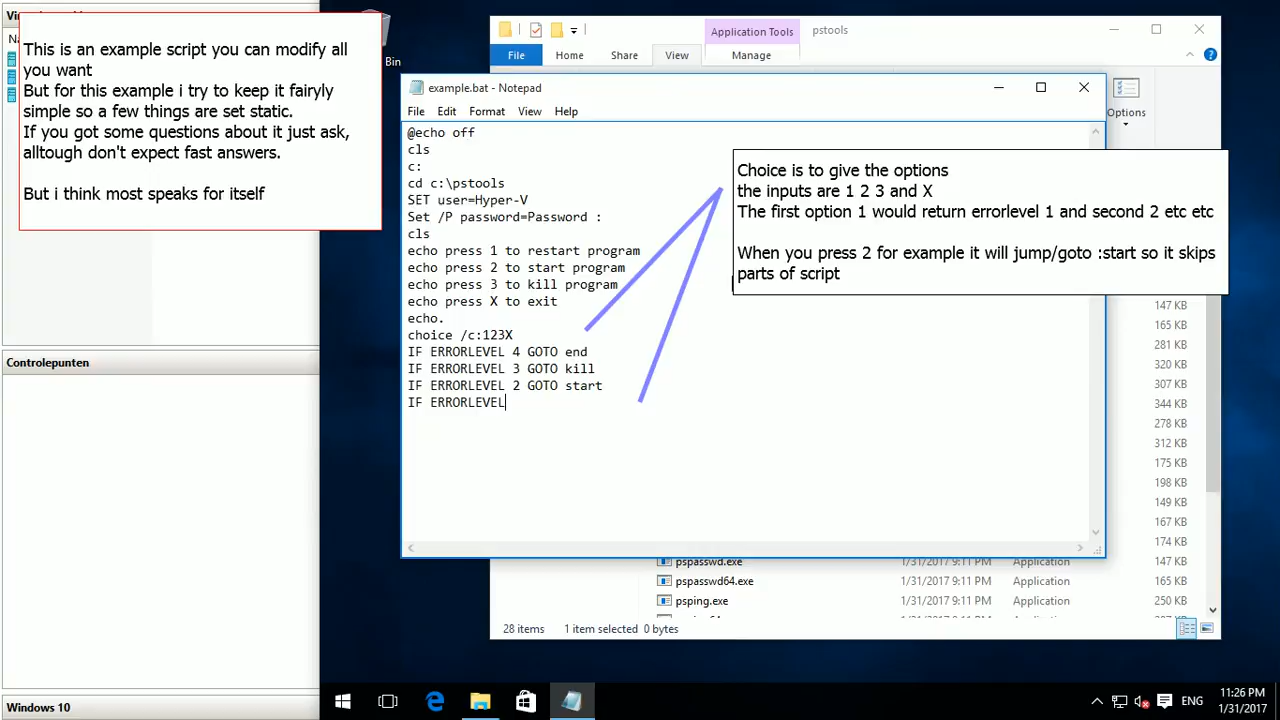 Vir
Na
This is an example script you can modify all
you want
But for this example i try to keep it fairyly
simple so a few things are set static.
If you got some questions about it just ask,
alltough don't expect fast answers.
But i think most speaks for itself
Controlepunten
Windows 10
Bin
Application Tools
pstools
File
Home
Share
View
Manage
Options
example.bat - Notepad
File Edit Format View Help
@echo off
cls
c:
cd c:\pstools
SET user=Hyper-V
Set /P password=Password :
cls
echo press 1 to restart program
echo press 2 to start program
echo press 3 to kill program
echo press X to exit
echo.
choice /c:123X
IF ERRORLEVEL 4 GOTO end
IF ERRORLEVEL 3 GOTO kill
IF ERRORLEVEL 2 GOTO start
IF ERRORLEVEL
Choice is to give the options
the inputs are 1 2 3 and X
The first option 1 would return errorlevel 1 and second 2 etc etc
When you press 2 for example it will jump/goto :start so it skips
parts of script
147 KB
165 KB
281 KB
320 KB
307 KB
344 KB
278 KB
312 KB
175 KB
198 KB
149 KB
167 KB
174 KB
pspasswd.exe 1/31/2017 9:11 PM Application 147 KB
pspasswd64.exe 1/31/2017 9:11 PM Application 165 KB
psping.exe 1/31/2017 9:11 PM Application 250 KB
28 items 1 item selected 0 bytes
ENG
11:26 PM
1/31/2017